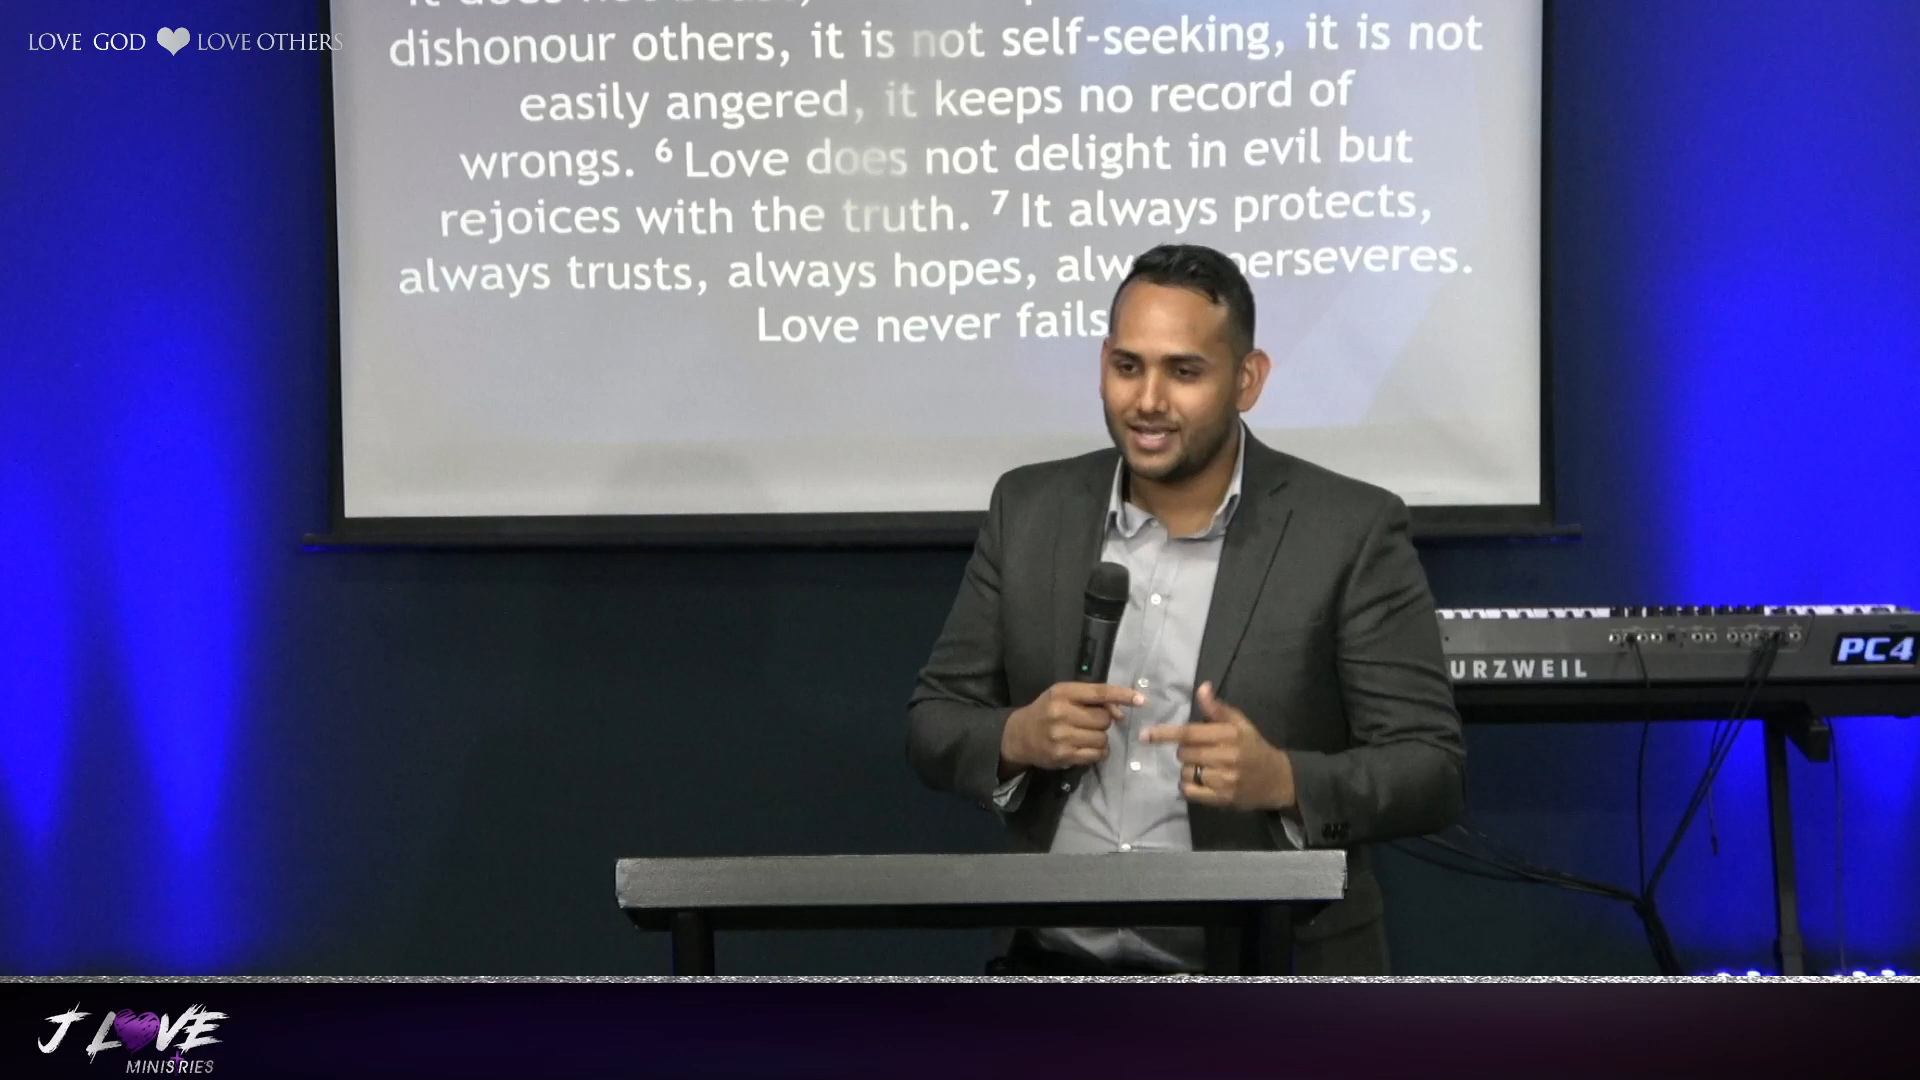 LOVE GOD LOVE OTHERS
dishonour others, it is not self-seeking, it is not
easily angered, it keeps no record of
wrongs. ⁶ Love does not delight in evil but
rejoices with the truth. ⁷ It always protects,
always trusts, always hopes, perseveres.
Love never fails
URZWEIL
PC4
J LOVE
MINISTRIES